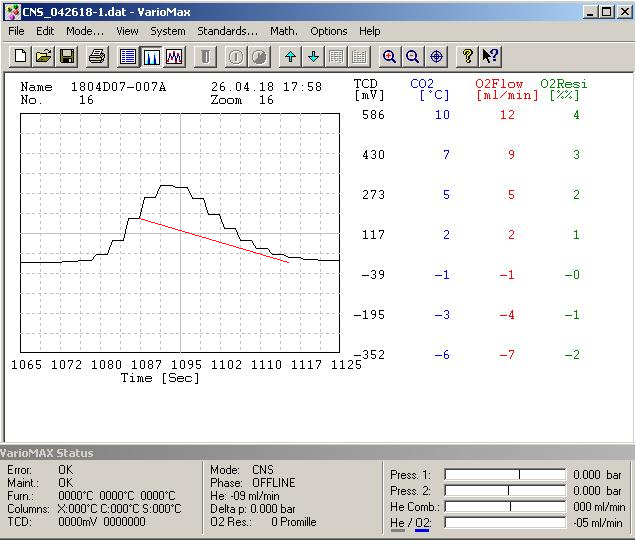 CNS_042618-1.dat - VarioMax
File Edit Mode... View System Standards... Math. Options Help
Name 1804D07-007A 26.04.18 17:58
No. 16 Zoom 16
TCD CO2 O2Flow O2Resi
[mV] [°C] [ml/min] [%%]
586 10 12 4
430 7 9 3
273 5 5 2
117 2 2 1
-39 -1 -1 -0
-195 -3 -4 -1
-352 -6 -7 -2
1065 1072 1080 1087 1095 1102 1110 1117 1125
Time [Sec]
VarioMAX Status
Error: OK Mode: CNS Press. 1: 0.000 bar
Maint.: OK Phase: OFFLINE Press. 2: 0.000 bar
Furn.: 0000°C 0000°C 0000°C He: -09 ml/min He Comb.: 000 ml/min
Columns: X:000°C C:000°C S:000°C Delta p: 0.000 bar He / O2: -05 ml/min
TCD: 0000mV 0000000 O2 Res.: 0 Promille